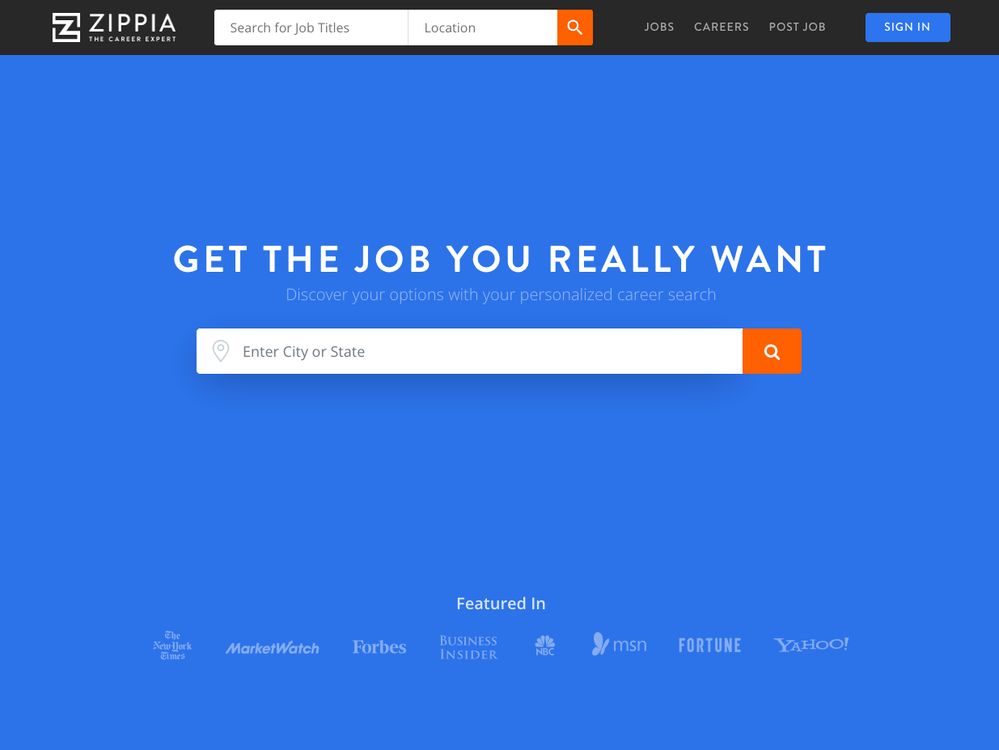 ZIPPIA
THE CAREER EXPERT
Search for Job Titles
Location
JOBS
CAREERS
POST JOB
SIGN IN
GET THE JOB YOU REALLY WANT
Discover your options with your personalized career search
Enter City or State
Featured In
The
New York
Times
MarketWatch
Forbes
BUSINESS
INSIDER
NBC
msn
FORTUNE
YAHOO!